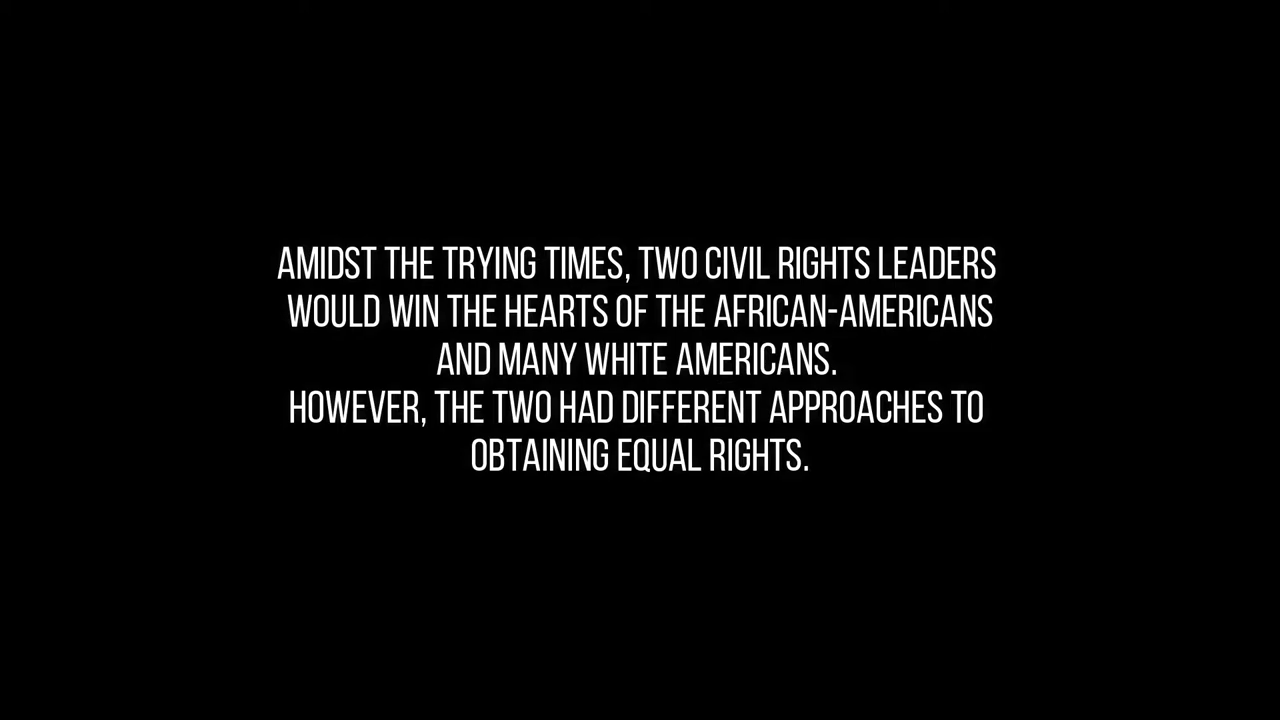 AMIDST THE TRYING TIMES, TWO CIVIL RIGHTS LEADERS
WOULD WIN THE HEARTS OF THE AFRICAN-AMERICANS
AND MANY WHITE AMERICANS.
HOWEVER, THE TWO HAD DIFFERENT APPROACHES TO
OBTAINING EQUAL RIGHTS.